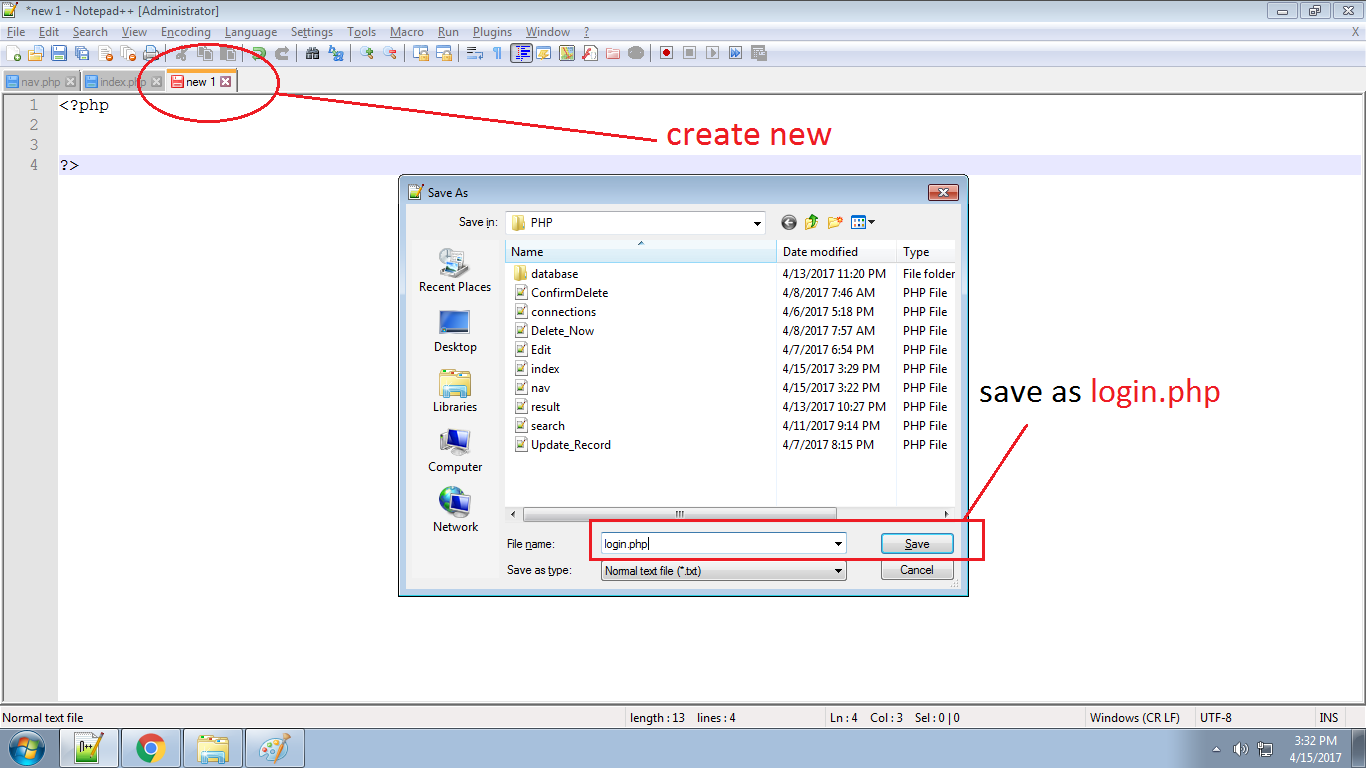 *new 1 - Notepad++ [Administrator]
File Edit Search View Encoding Language Settings Tools Macro Run Plugins Window ? X
nav.php index.php new 1
1 <?php
2
3
4 ?>
create new
Save As
Save in: PHP
Name Date modified Type
Recent Places
Desktop
Libraries
Computer
Network
database 4/13/2017 11:20 PM File folder
ConfirmDelete 4/8/2017 7:46 AM PHP File
connections 4/6/2017 5:18 PM PHP File
Delete_Now 4/8/2017 7:57 AM PHP File
Edit 4/7/2017 6:54 PM PHP File
index 4/15/2017 3:29 PM PHP File
nav 4/15/2017 3:22 PM PHP File
result 4/13/2017 10:27 PM PHP File
search 4/11/2017 9:14 PM PHP File
Update_Record 4/7/2017 8:15 PM PHP File
File name: login.php Save
Save as type: Normal text file (*.txt) Cancel
save as login.php
Normal text file length : 13 lines : 4 Ln : 4 Col : 3 Sel : 0 | 0 Windows (CR LF) UTF-8 INS
3:32 PM
4/15/2017